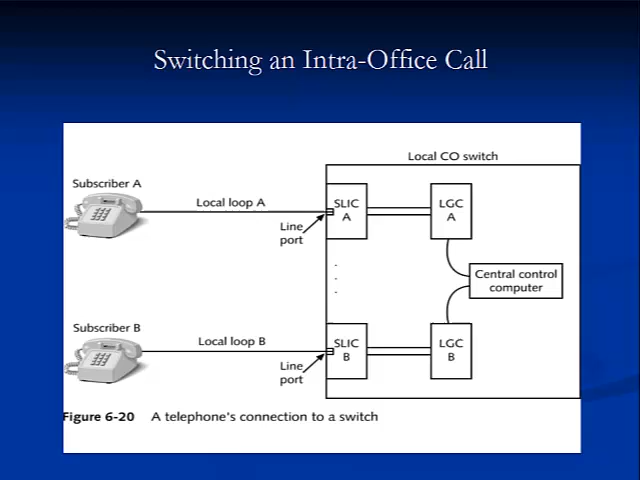 Switching an Intra-Office Call
Local CO switch
Subscriber A
Local loop A
Line
port
SLIC
A
LGC
A
Central control
computer
Subscriber B
Local loop B
Line
port
SLIC
B
LGC
B
Figure 6-20 A telephone's connection to a switch